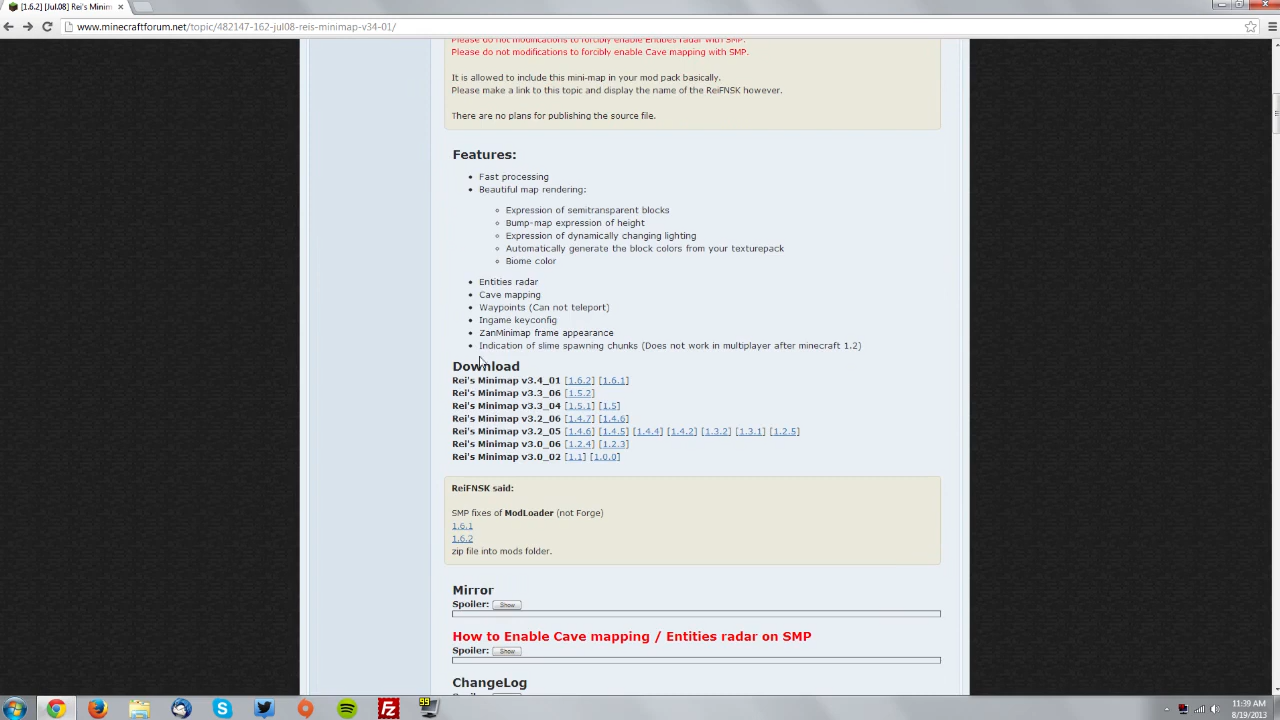 [1.6.2] [Jul.08] Rei's Minim
www.minecraftforum.net/topic/482147-162-jul08-reis-minimap-v34-01/
Please do not modifications to forcibly enable Entities radar with SMP.
Please do not modifications to forcibly enable Cave mapping with SMP.
It is allowed to include this mini-map in your mod pack basically.
Please make a link to this topic and display the name of the ReiFNSK however.
There are no plans for publishing the source file.
Features:
Fast processing
Beautiful map rendering:
Expression of semitransparent blocks
Bump-map expression of height
Expression of dynamically changing lighting
Automatically generate the block colors from your texturepack
Biome color
Entities radar
Cave mapping
Waypoints (Can not teleport)
Ingame keyconfig
ZanMinimap frame appearance
Indication of slime spawning chunks (Does not work in multiplayer after minecraft 1.2)
Download
Rei's Minimap v3.4_01 [1.6.2] [1.6.1]
Rei's Minimap v3.3_06 [1.5.2]
Rei's Minimap v3.3_04 [1.5.1] [1.5]
Rei's Minimap v3.2_06 [1.4.7] [1.4.6]
Rei's Minimap v3.2_05 [1.4.6] [1.4.5] [1.4.4] [1.4.2] [1.3.2] [1.3.1] [1.2.5]
Rei's Minimap v3.0_06 [1.2.4] [1.2.3]
Rei's Minimap v3.0_02 [1.1] [1.0.0]
ReiFNSK said:
SMP fixes of ModLoader (not Forge)
1.6.1
1.6.2
zip file into mods folder.
Mirror
Spoiler: Show
How to Enable Cave mapping / Entities radar on SMP
Spoiler: Show
ChangeLog
99
11:39 AM
8/19/2013